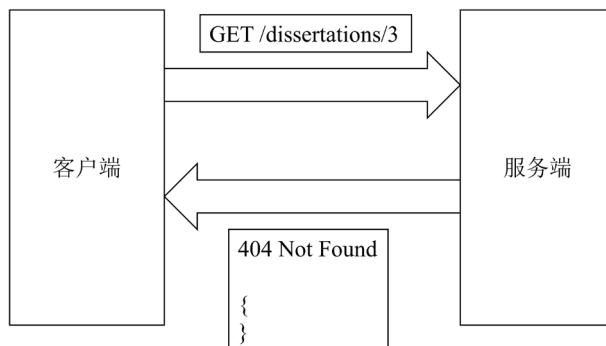 GET /dissertations/3
客户端
服务端
404 Not Found
{
}